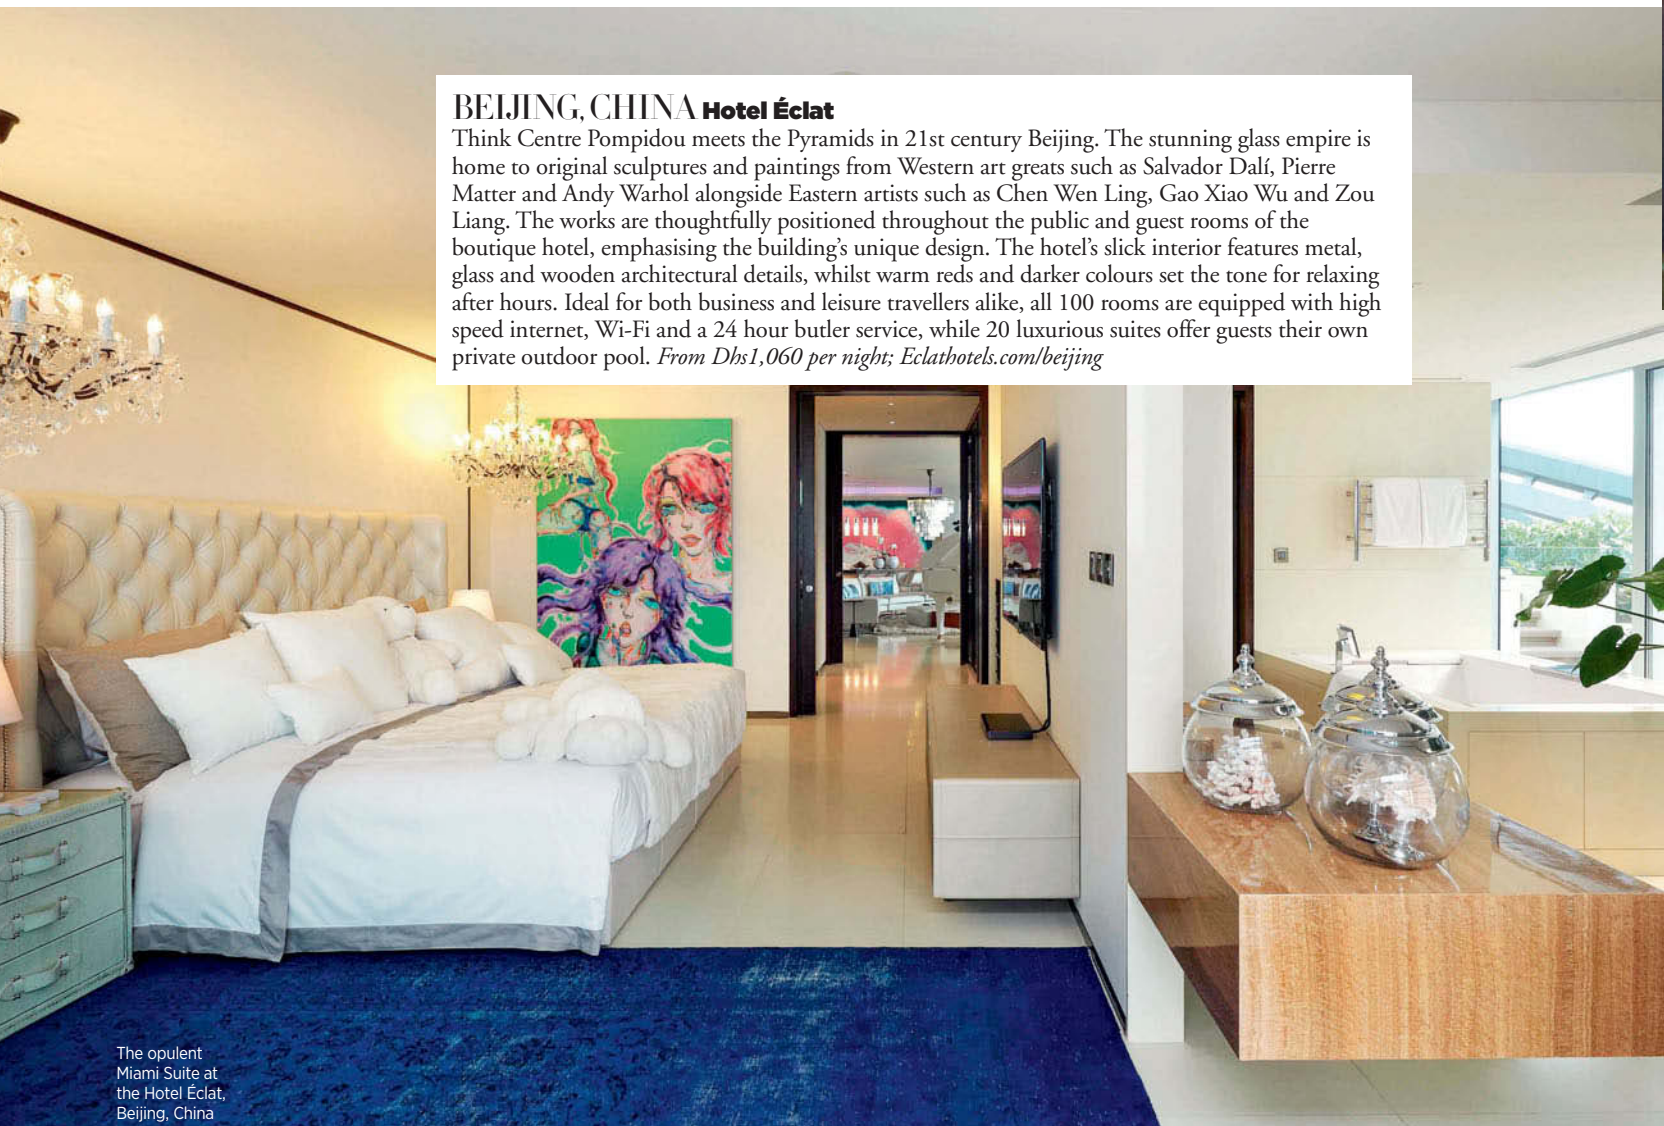 BEIJING, CHINA Hotel Éclat
Think Centre Pompidou meets the Pyramids in 21st century Beijing. The stunning glass empire is
home to original sculptures and paintings from Western art greats such as Salvador Dalí, Pierre
Matter and Andy Warhol alongside Eastern artists such as Chen Wen Ling, Gao Xiao Wu and Zou
Liang. The works are thoughtfully positioned throughout the public and guest rooms of the
boutique hotel, emphasising the building’s unique design. The hotel’s slick interior features metal,
glass and wooden architectural details, whilst warm reds and darker colours set the tone for relaxing
after hours. Ideal for both business and leisure travellers alike, all 100 rooms are equipped with high
speed internet, Wi-Fi and a 24 hour butler service, while 20 luxurious suites offer guests their own
private outdoor pool. From Dhs1,060 per night; Eclathotels.com/beijing
The opulent
Miami Suite at
the Hotel Éclat,
Beijing, China